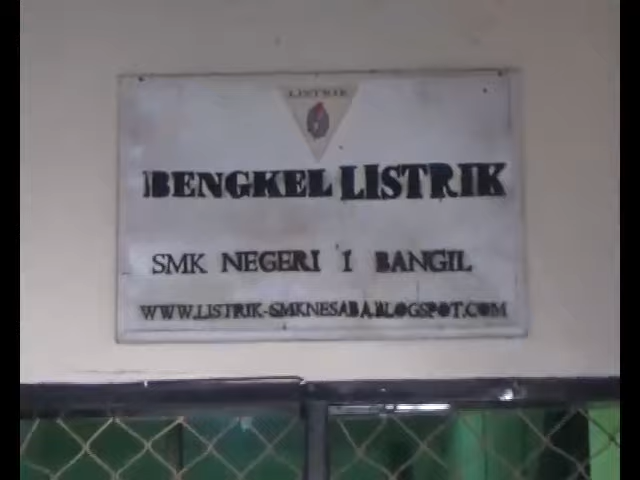 LISTRIK
BENGKEL LISTRIK
SMK NEGERI 1 BANGIL
WWW.LISTRIK-SMKNESABA.BLOGSPOT.COM